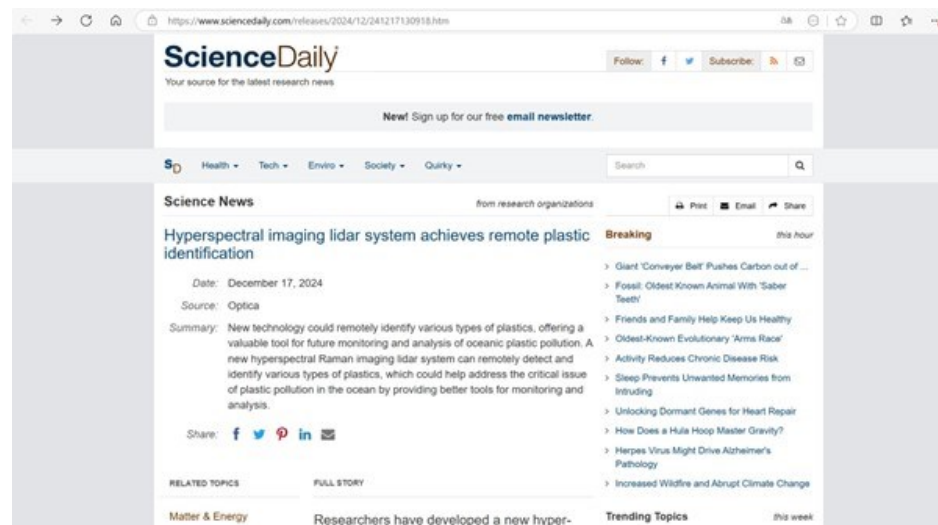 https://www.sciencedaily.com/releases/2024/12/241217130918.htm
ScienceDaily
Your source for the latest research news
Follow:
Subscribe:
New! Sign up for our free email newsletter.
SD
Health
Tech
Enviro
Society
Quirky
Search
Science News
from research organizations
Print
Email
Share
Hyperspectral imaging lidar system achieves remote plastic
identification
Date: December 17, 2024
Source: Optica
Summary: New technology could remotely identify various types of plastics, offering a
valuable tool for future monitoring and analysis of oceanic plastic pollution. A
new hyperspectral Raman imaging lidar system can remotely detect and
identify various types of plastics, which could help address the critical issue
of plastic pollution in the ocean by providing better tools for monitoring and
analysis.
Share:
RELATED TOPICS
Matter & Energy
FULL STORY
Researchers have developed a new hyper-
Breaking
this hour
Giant 'Conveyer Belt' Pushes Carbon out of ...
Fossil: Oldest Known Animal With 'Saber
Teeth'
Friends and Family Help Keep Us Healthy
Oldest-Known Evolutionary 'Arms Race'
Activity Reduces Chronic Disease Risk
Sleep Prevents Unwanted Memories from
Intruding
Unlocking Dormant Genes for Heart Repair
How Does a Hula Hoop Master Gravity?
Herpes Virus Might Drive Alzheimer's
Pathology
Increased Wildfire and Abrupt Climate Change
Trending Topics
this week